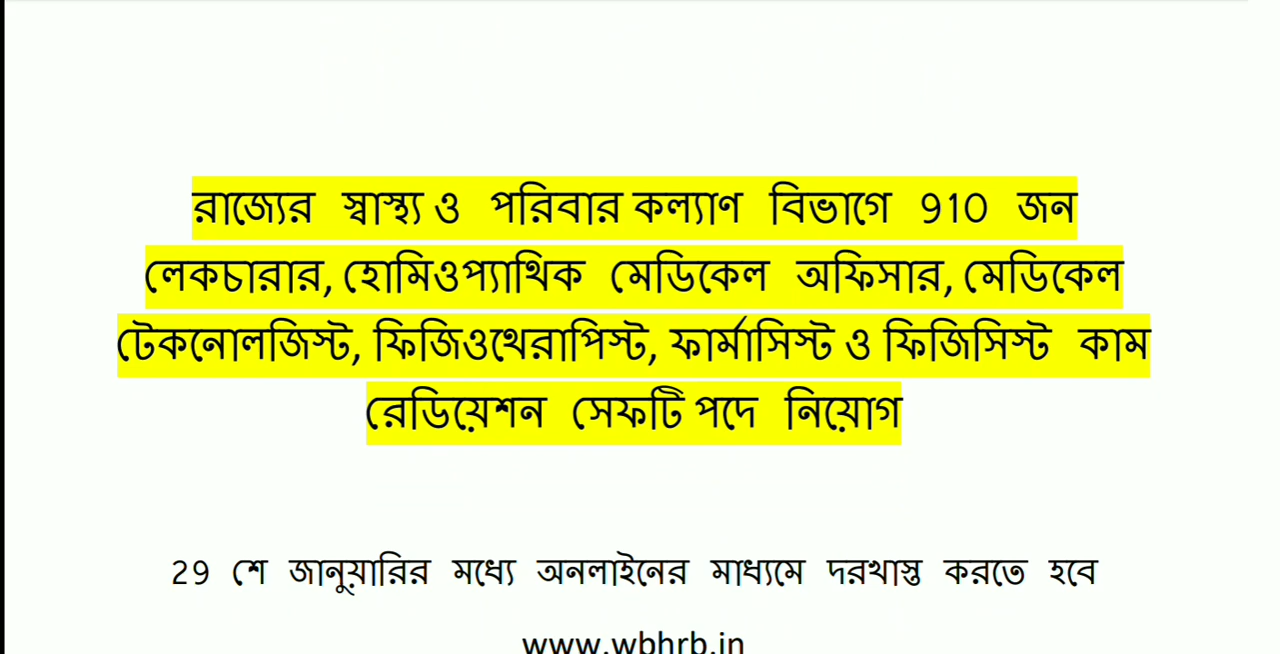 রাজ্যের স্বাস্থ্য ও পরিবার কল্যাণ বিভাগে 910 জন
লেকচারার, হোমিওপ্যাথিক মেডিকেল অফিসার, মেডিকেল
টেকনোলজিস্ট, ফিজিওথেরাপিস্ট, ফার্মাসিস্ট ও ফিজিসিস্ট কাম
রেডিয়েশন সেফটি পদে নিয়োগ
29 শে জানুয়ারির মধ্যে অনলাইনের মাধ্যমে দরখাস্ত করতে হবে
www.wbhrb.in